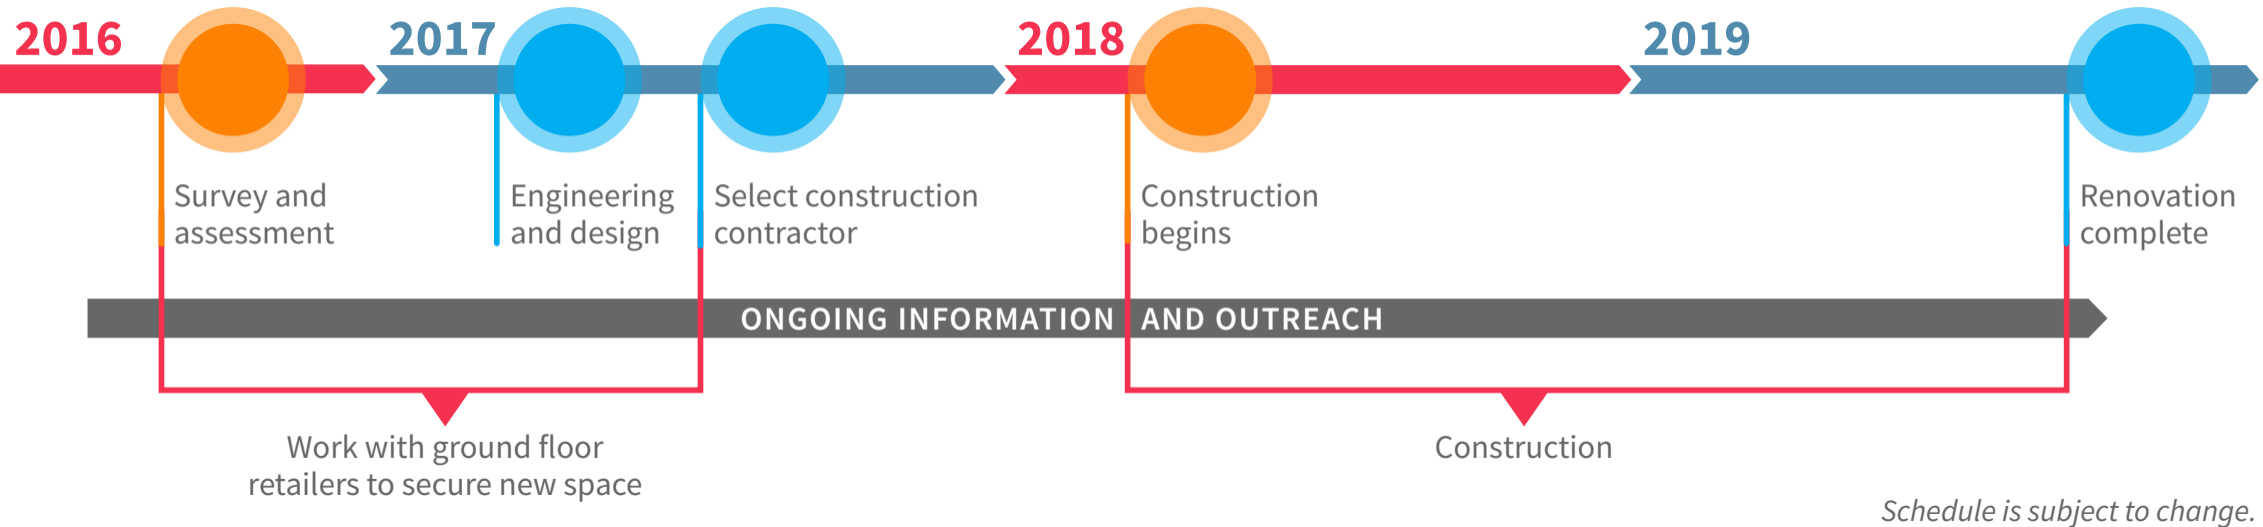 2016
2017
2018
2019
Survey and
assessment
Engineering
and design
Select construction
contractor
Construction
begins
Renovation
complete
ONGOING INFORMATION AND OUTREACH
Work with ground floor
retailers to secure new space
Construction
Schedule is subject to change.